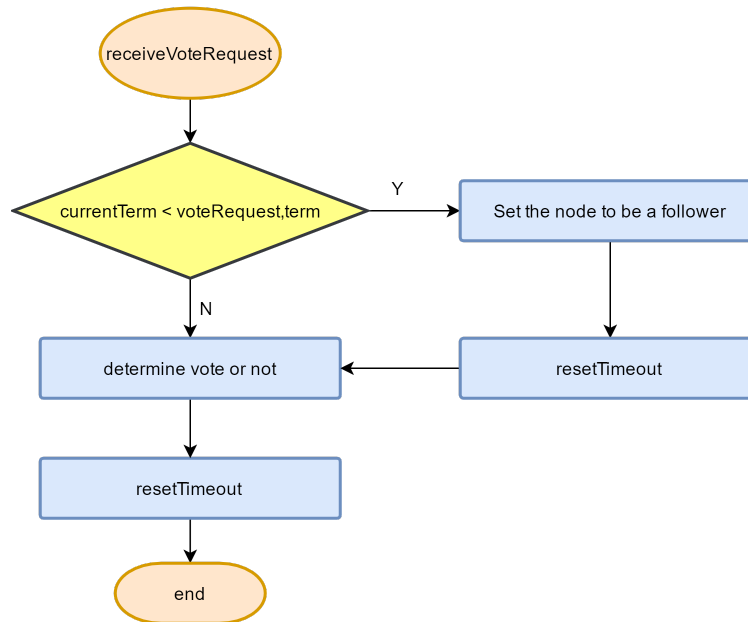 receiveVoteRequest
currentTerm < voteRequest,term
Y
Set the node to be a follower
N
determine vote or not
resetTimeout
resetTimeout
end